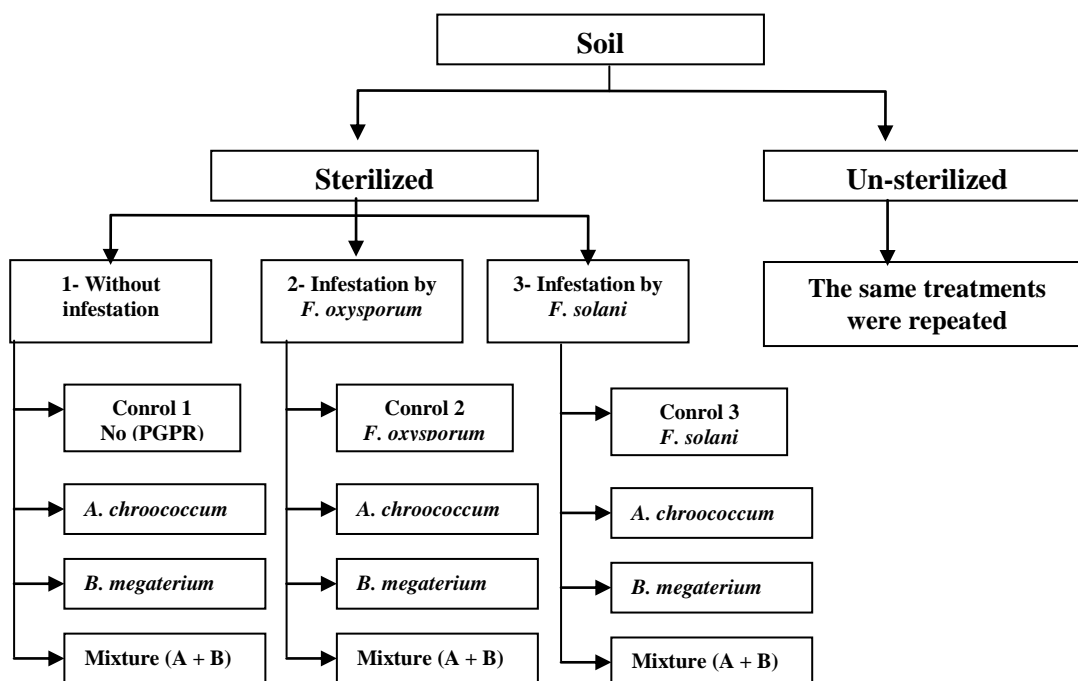 Soil
Sterilized
Un-sterilized
1- Without
infestation
2- Infestation by
F. oxysporum
3- Infestation by
F. solani
The same treatments
were repeated
Conrol 1
No (PGPR)
A. chroococcum
B. megaterium
Mixture (A + B)
Conrol 2
F. oxysporum
A. chroococcum
B. megaterium
Mixture (A + B)
Conrol 3
F. solani
A. chroococcum
B. megaterium
Mixture (A + B)